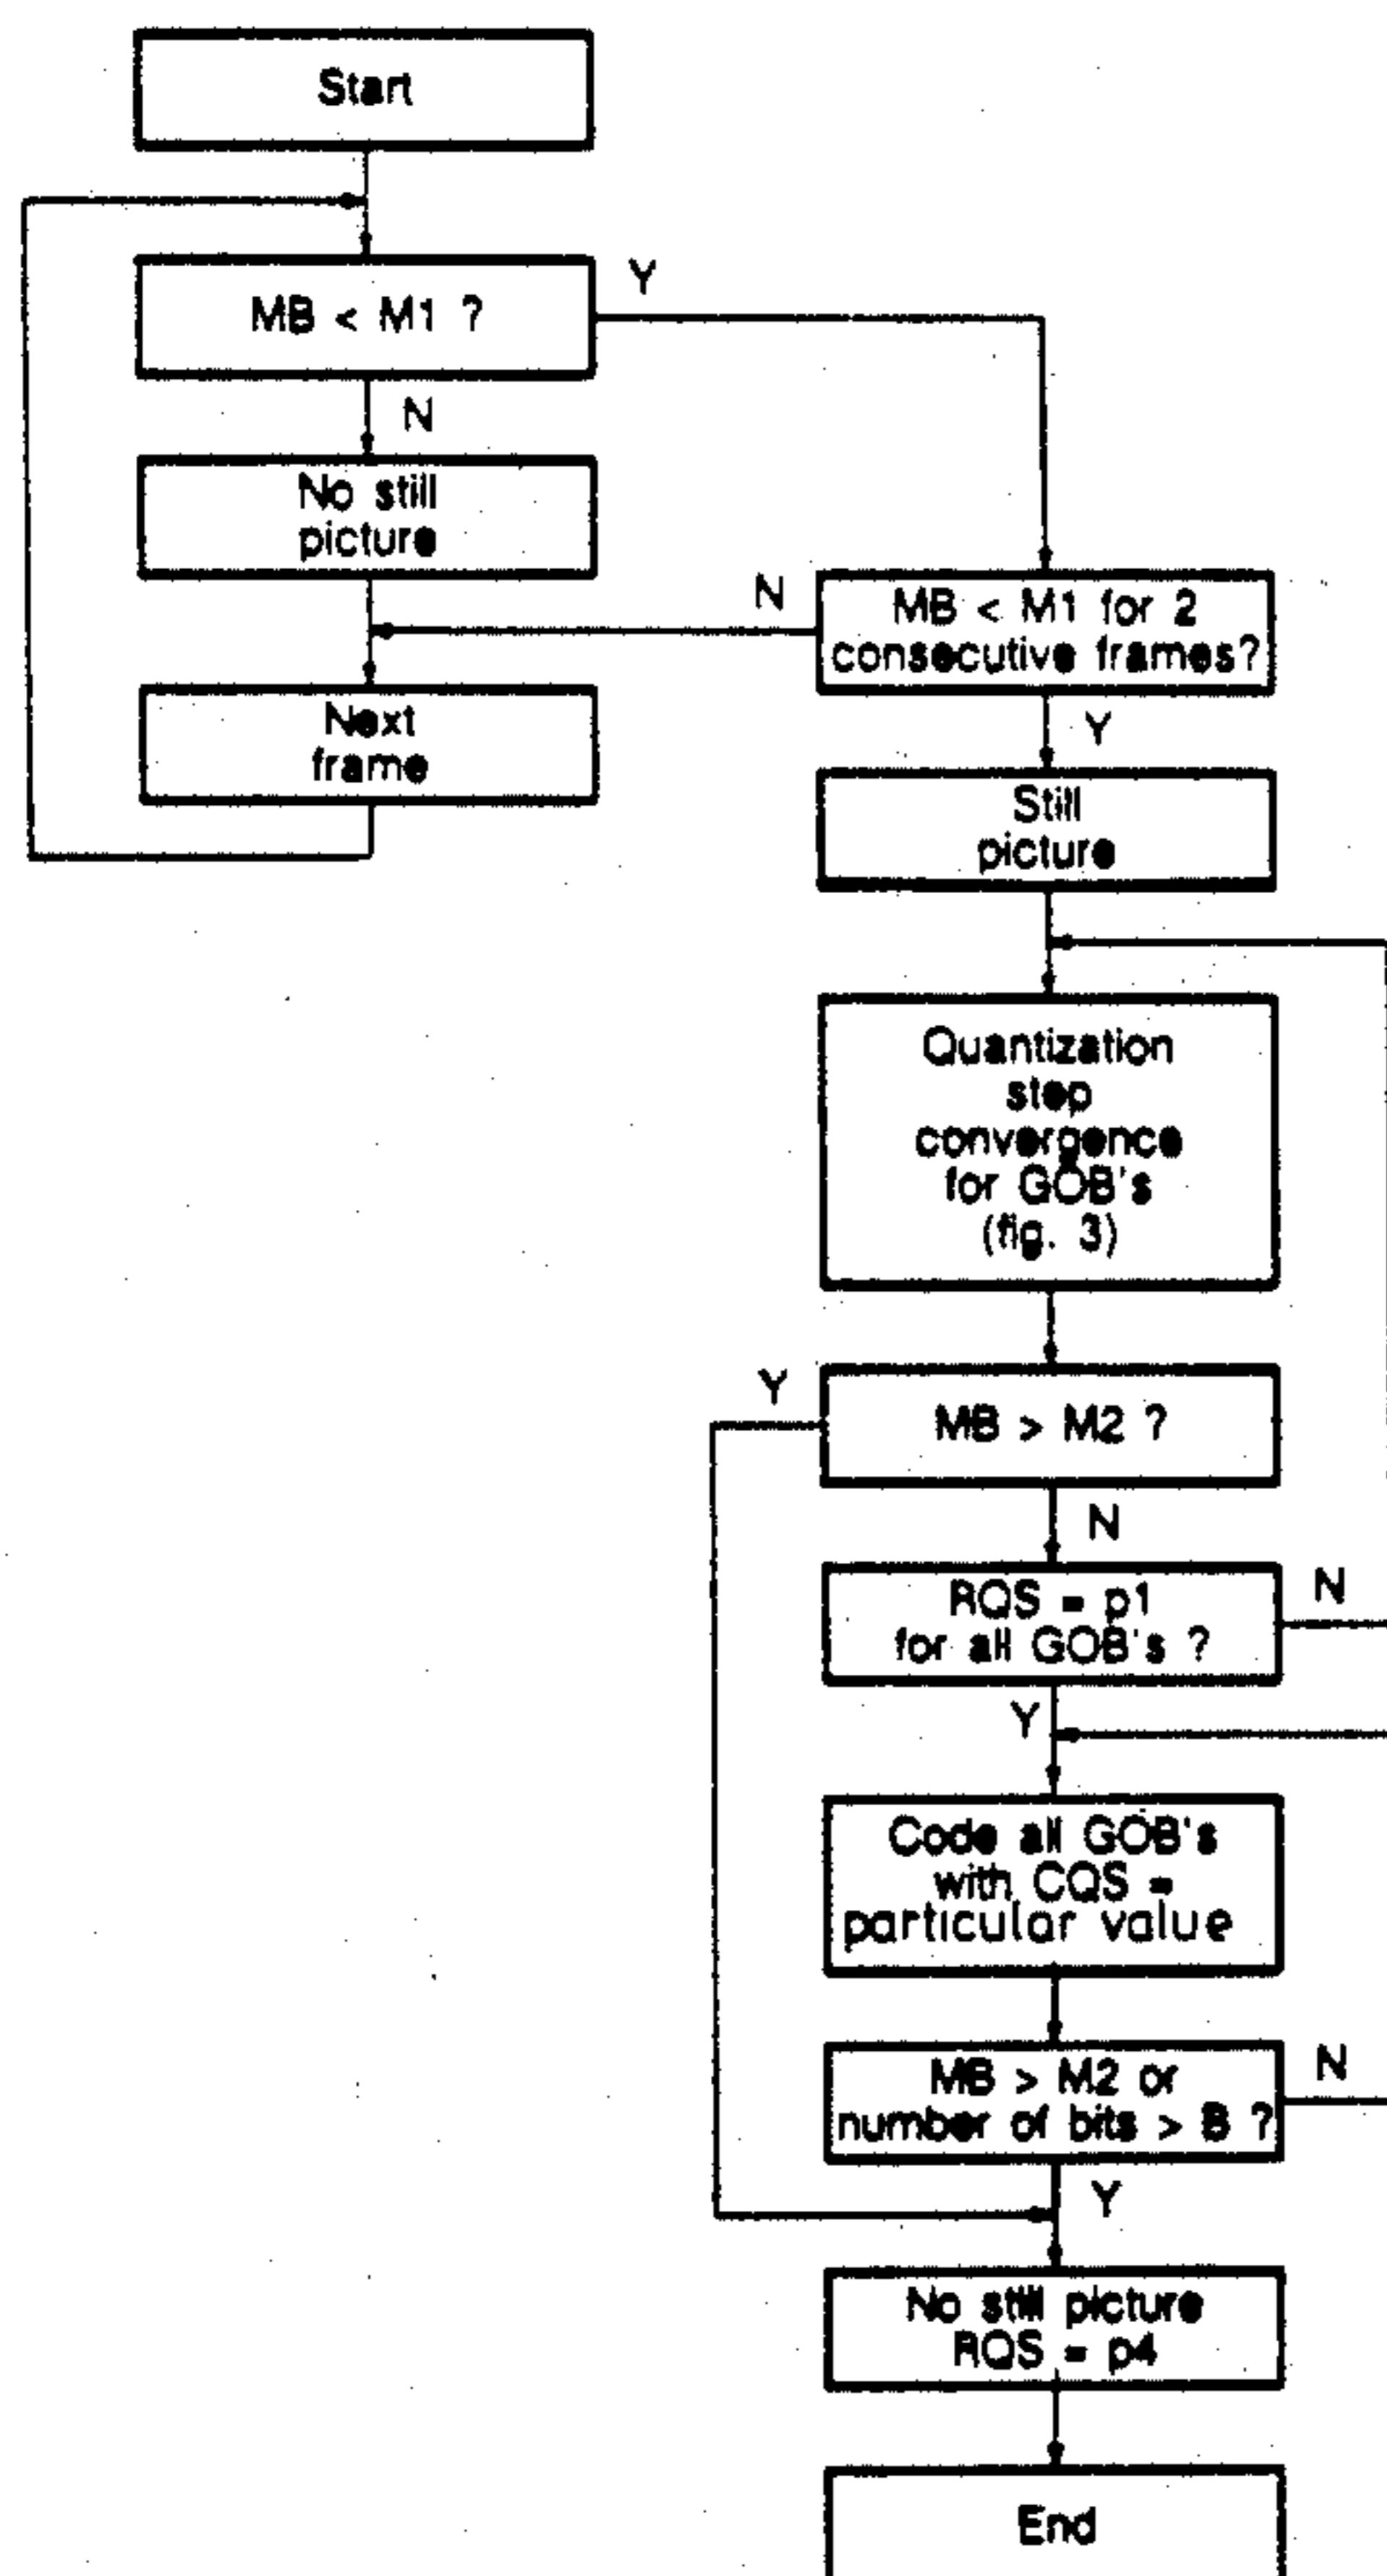 Start
MB < M1 ?
Y
N
No still
picture
N
MB < M1 for 2
consecutive frames?
Next
frame
Y
Still
picture
Quantization
step
convergence
for GOB's
(fig. 3)
Y
MB > M2 ?
N
RQS = p1
for all GOB's ?
N
Y
Code all GOB's
with CQS =
particular value
MB > M2 or
number of bits > B ?
N
Y
No still picture
RQS = p4
End